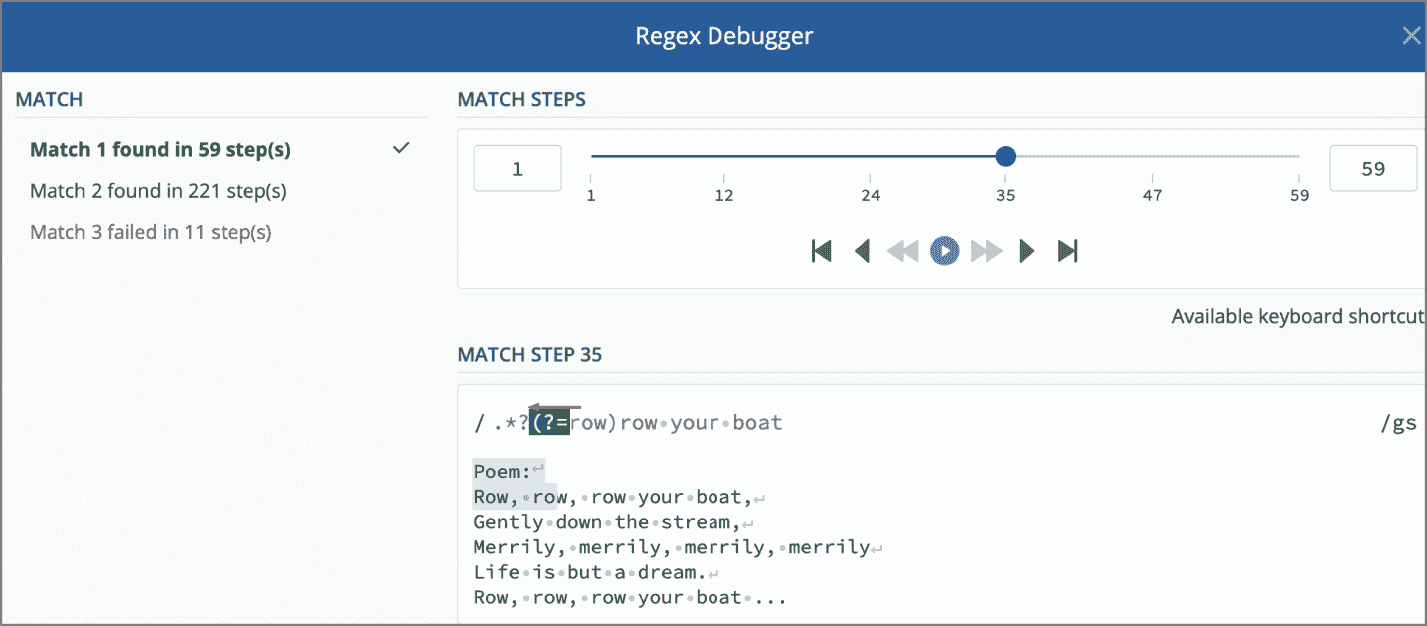 Regex Debugger
MATCH
Match 1 found in 59 step(s)
Match 2 found in 221 step(s)
Match 3 failed in 11 step(s)
MATCH STEPS
1
59
1 12 24 35 47 59
Available keyboard shortcut
MATCH STEP 35
/ .*?(?=row)row•your•boat /gs
Poem:↵
Row,•row,•row•your•boat,↵
Gently•down•the•stream,↵
Merrily,•merrily,•merrily,•merrily↵
Life•is•but•a•dream.↵
Row,•row,•row•your•boat•...